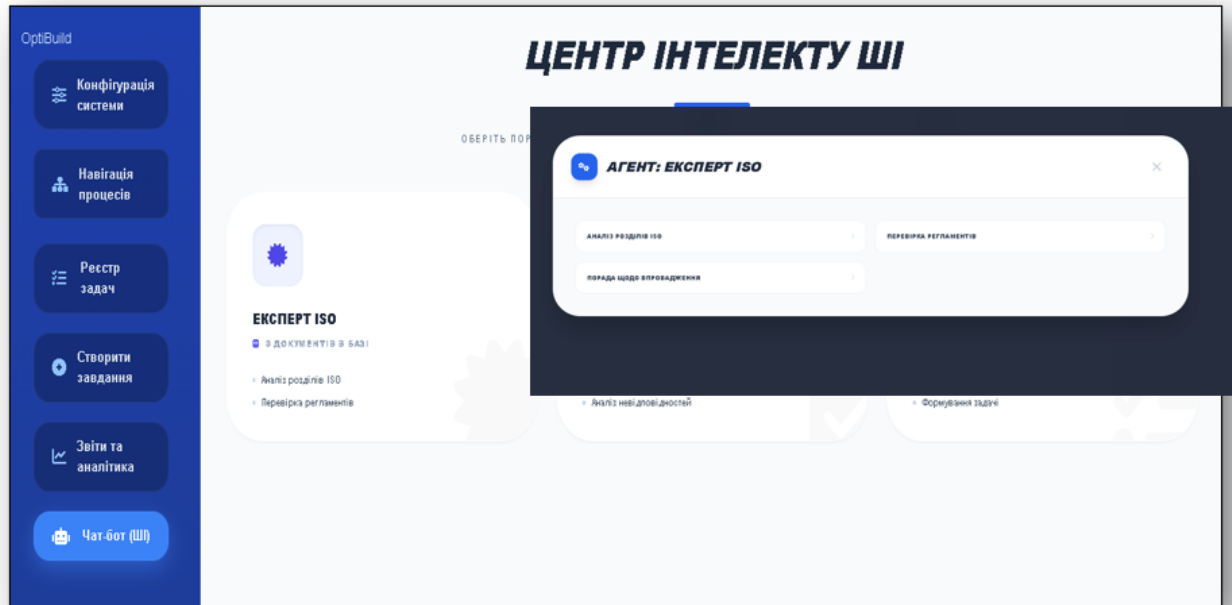 OptiBuild
Конфігурація
системи
Навігація
процесів
Реєстр
задач
Створити
завдання
Звіти та
аналітика
Чат-бот (ШІ)
ЦЕНТР ІНТЕЛЕКТУ ШІ
ОБЕРІТЬ ПОР
ЕКСПЕРТ ISO
3 ДОКУМЕНТІВ В БАЗІ
Аналіз розділів ISO
Перевірка регламентів
АГЕНТ: ЕКСПЕРТ ISO
АНАЛІЗ РОЗДІЛІВ ISO
ПЕРЕВІРКА РЕГЛАМЕНТІВ
ПОРАДА ЩОДО ВПРОВАДЖЕННЯ
Аналіз невідповідностей
Формування задачі